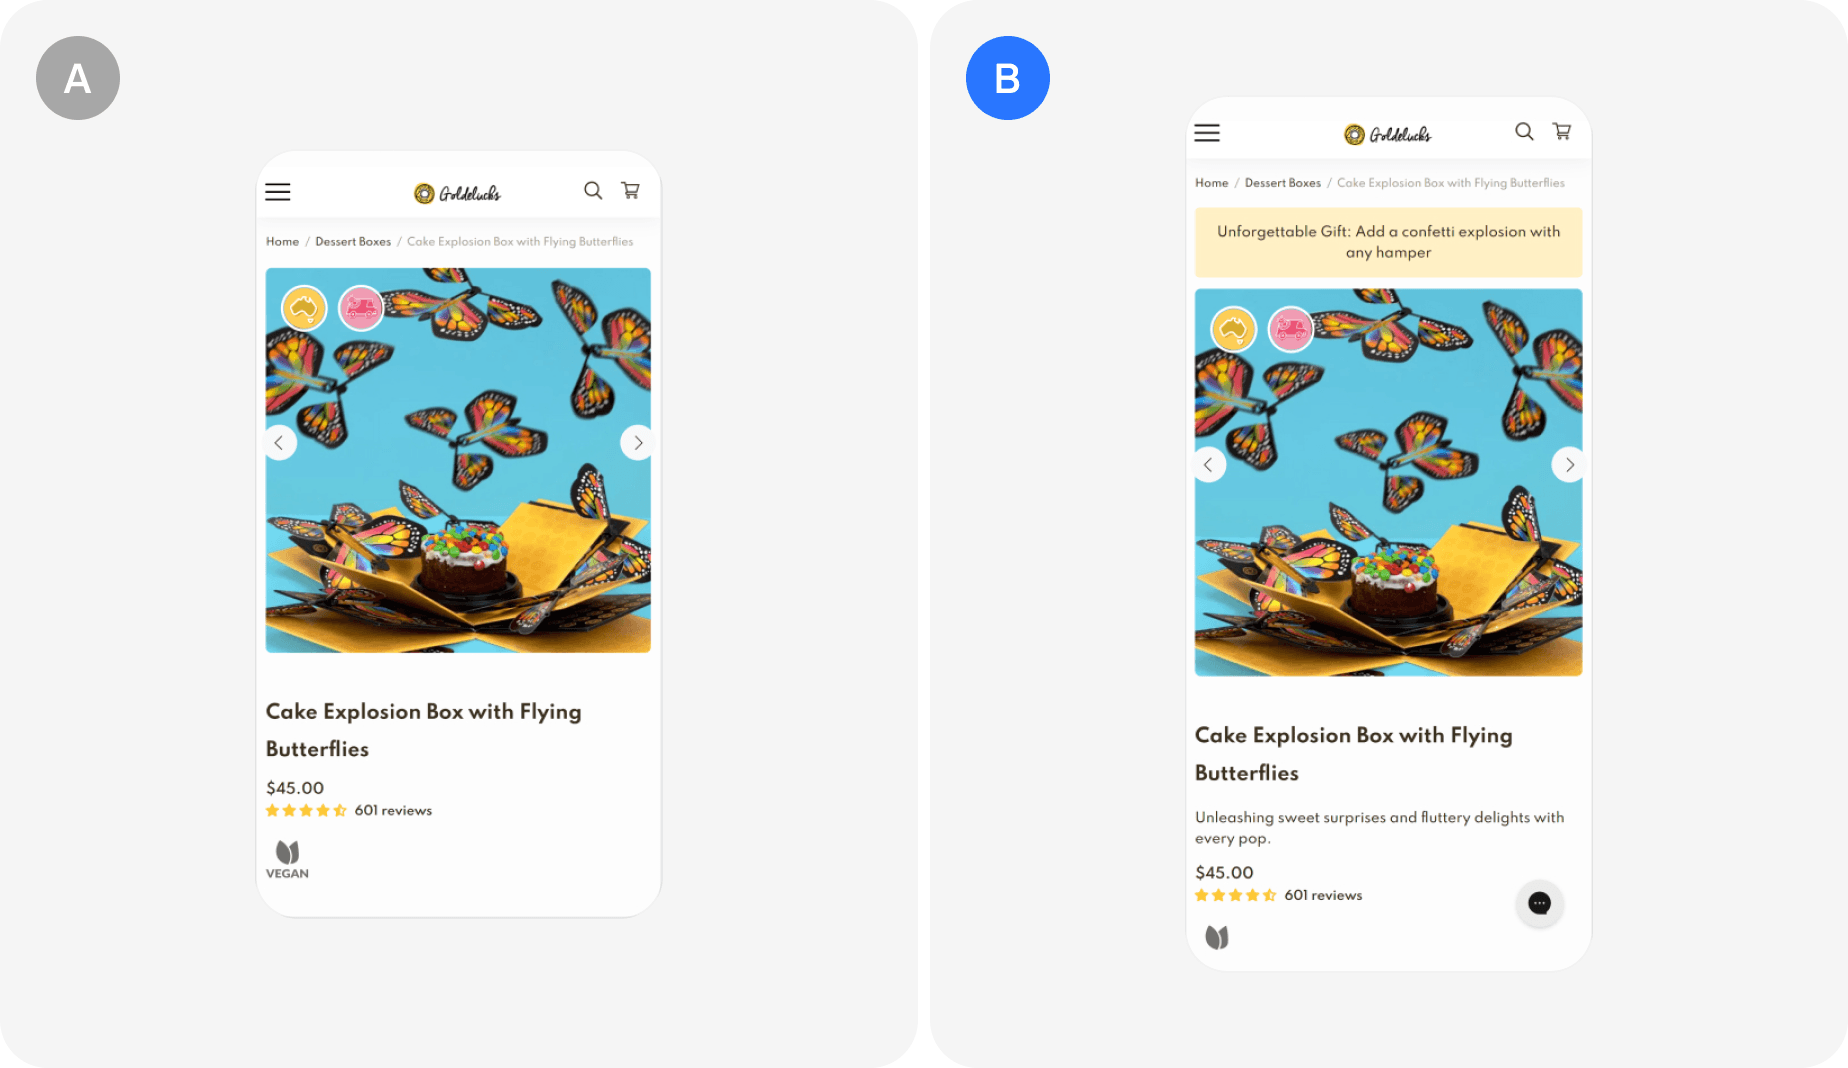 A
Goldelucks
Home / Dessert Boxes / Cake Explosion Box with Flying Butterflies
Cake Explosion Box with Flying
Butterflies
$45.00
601 reviews
VEGAN
B
Goldelucks
Home / Dessert Boxes / Cake Explosion Box with Flying Butterflies
Unforgettable Gift: Add a confetti explosion with
any hamper
Cake Explosion Box with Flying
Butterflies
Unleashing sweet surprises and fluttery delights with
every pop.
$45.00
601 reviews